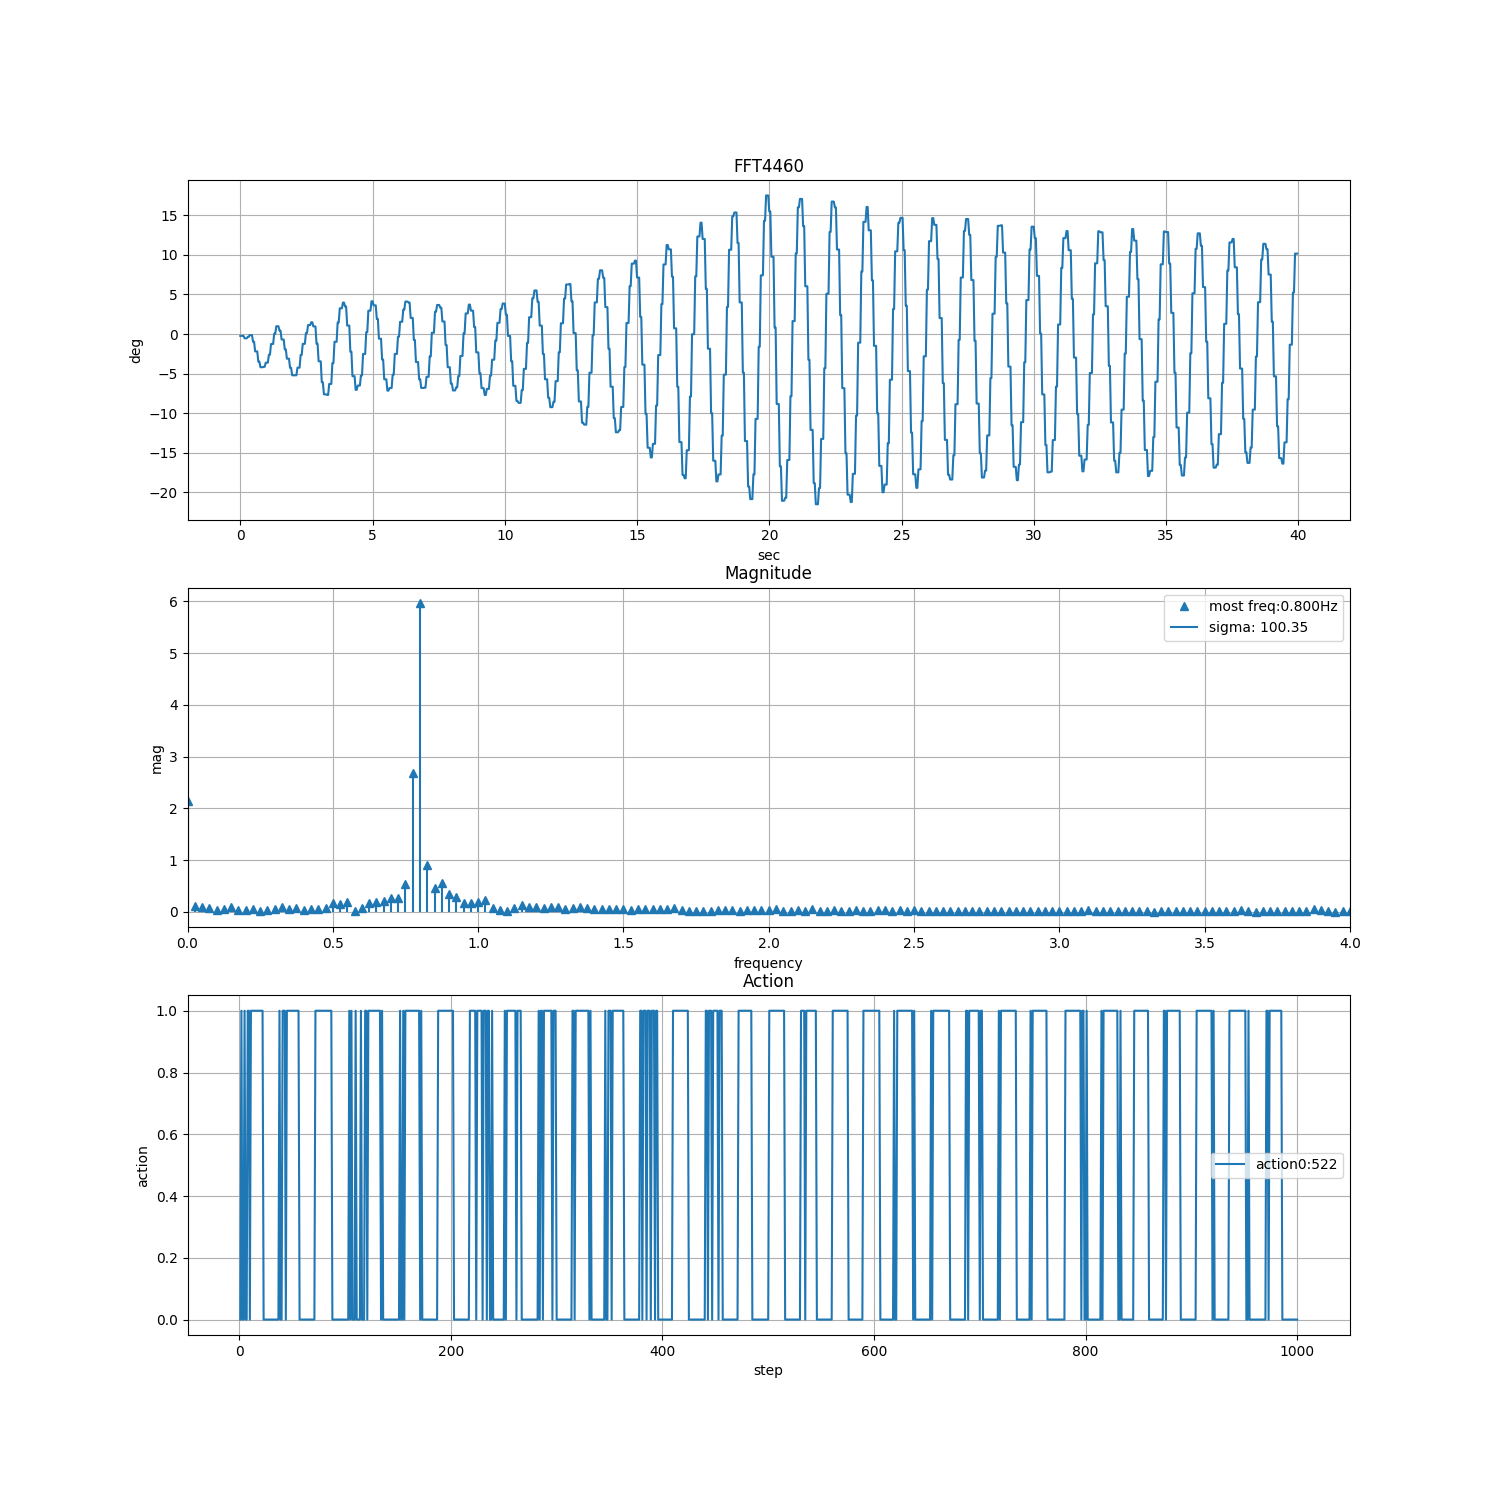 FFT4460
15
10
5
0
−5
−10
−15
−20
deg
0 5 10 15 20 25 30 35 40
sec
Magnitude
6
5
4
3
2
1
0
mag
most freq:0.800Hz
sigma: 100.35
0.0 0.5 1.0 1.5 2.0 2.5 3.0 3.5 4.0
frequency
Action
1.0
0.8
0.6
0.4
0.2
0.0
action
action0:522
0 200 400 600 800 1000
step